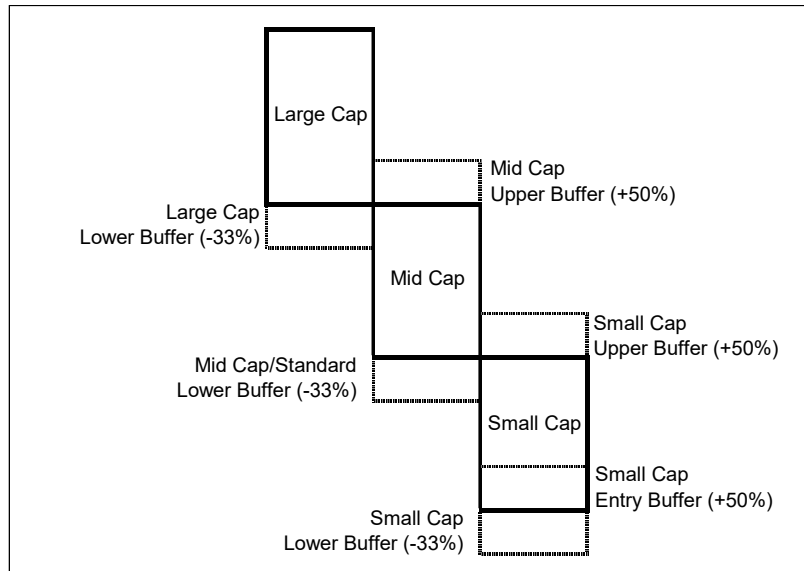 Large Cap
Mid Cap
Upper Buffer (+50%)
Large Cap
Lower Buffer (-33%)
Mid Cap
Small Cap
Upper Buffer (+50%)
Mid Cap/Standard
Lower Buffer (-33%)
Small Cap
Small Cap
Entry Buffer (+50%)
Small Cap
Lower Buffer (-33%)